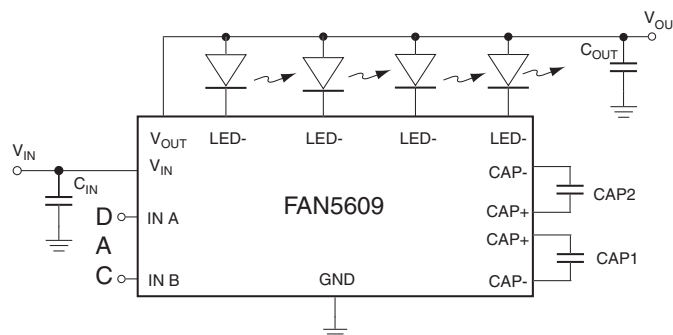 VOU
COUT
VOUT LED- LED- LED- LED-
VIN
VIN
CIN
CAP-
CAP2
FAN5609
D
IN A
CAP+
A
CAP+
CAP1
C
IN B
GND
CAP-